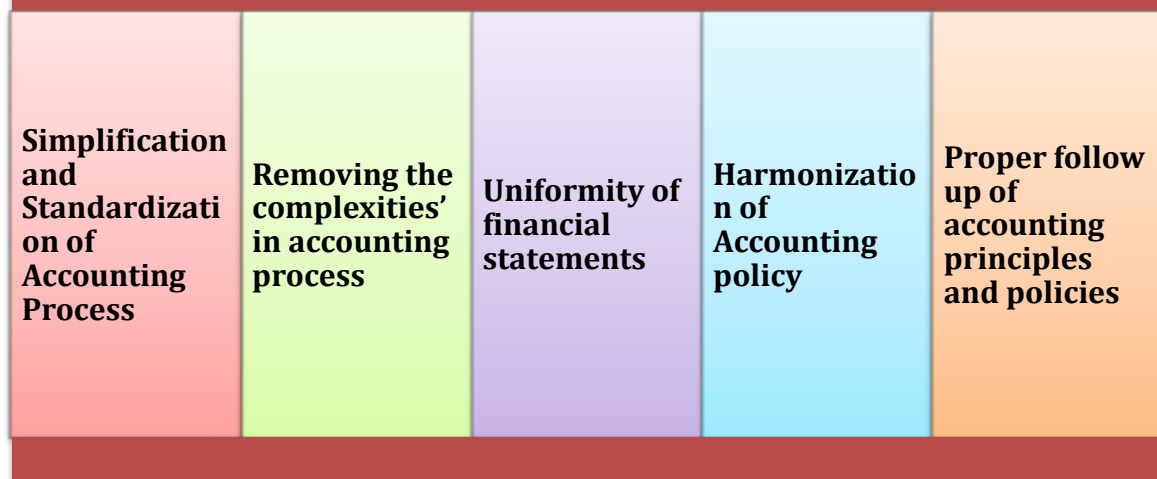 Simplification
and
Standardizati
on of
Accounting
Process
Removing the
complexities’
in accounting
process
Uniformity of
financial
statements
Harmonizatio
n of
Accounting
policy
Proper follow
up of
accounting
principles
and policies